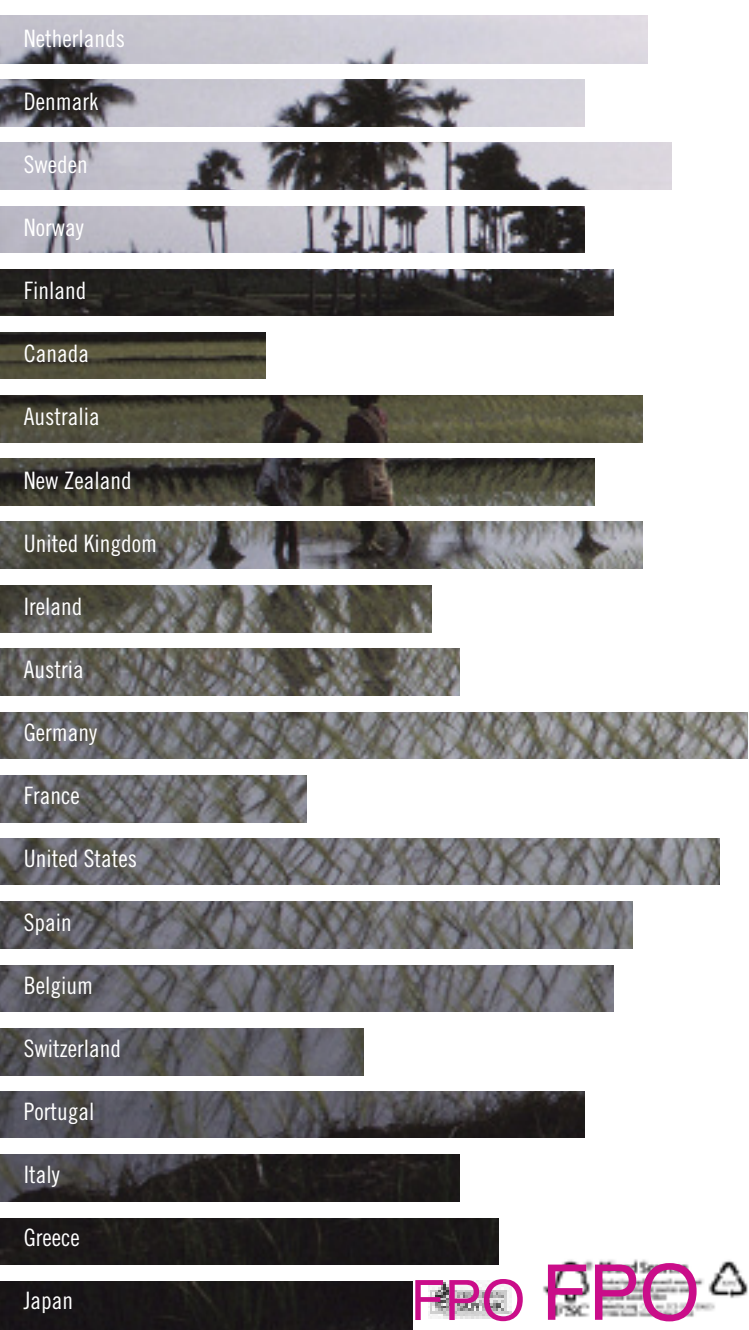 Netherlands
Denmark
Sweden
Norway
Finland
Canada
Australia
New Zealand
United Kingdom
Ireland
Austria
Germany
France
United States
Spain
Belgium
Switzerland
Portugal
Italy
Greece
Japan
FPO
FPO
FSC